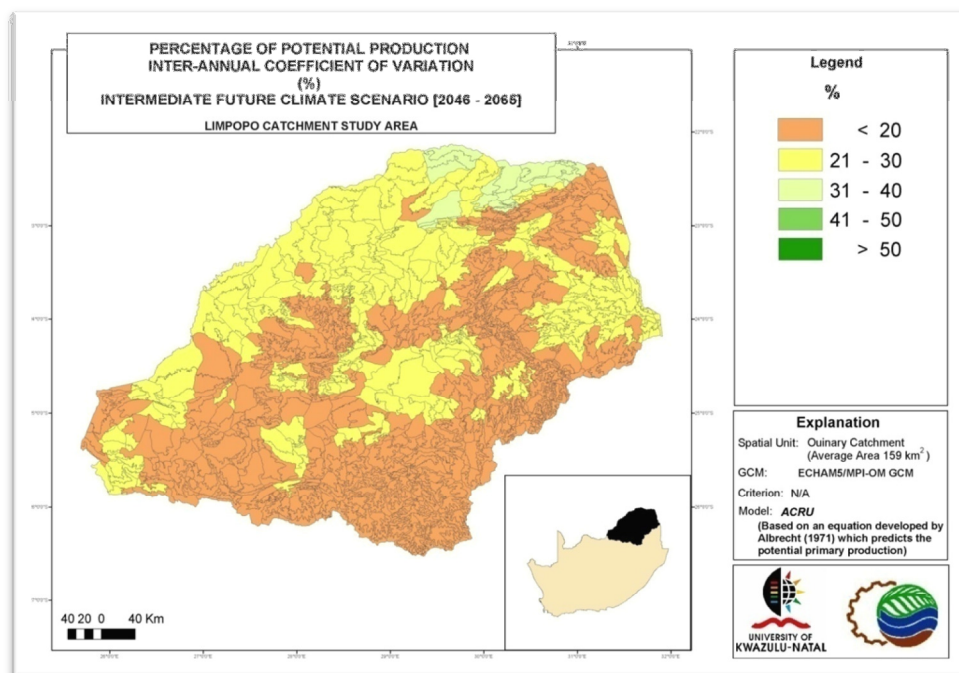 PERCENTAGE OF POTENTIAL PRODUCTION
INTER-ANNUAL COEFFICIENT OF VARIATION
(%)
INTERMEDIATE FUTURE CLIMATE SCENARIO [2046 - 2065]
LIMPOPO CATCHMENT STUDY AREA
Legend
%
< 20
21 - 30
31 - 40
41 - 50
> 50
Explanation
Spatial Unit: Quinary Catchment
(Average Area 159 km²)
GCM: ECHAM5/MPI-OM GCM
Criterion: N/A
Model: ACRU
(Based on an equation developed by
Albrecht (1971) which predicts the
potential primary production)
40 20 0 40 Km
UNIVERSITY OF
KWAZULU-NATAL